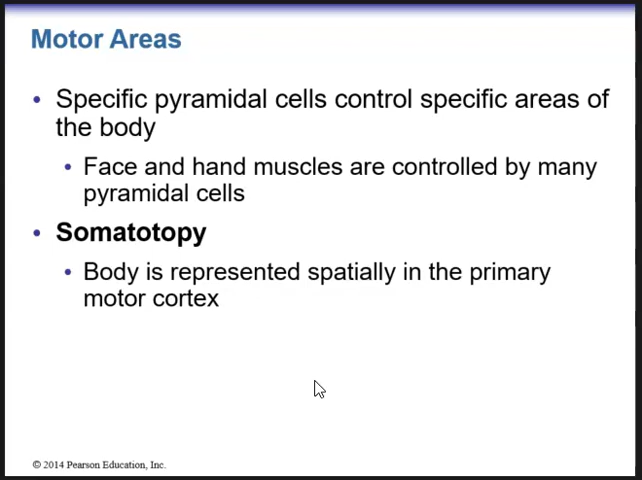 Motor Areas
• Specific pyramidal cells control specific areas of
the body
• Face and hand muscles are controlled by many
pyramidal cells
• Somatotopy
• Body is represented spatially in the primary
motor cortex
© 2014 Pearson Education, Inc.